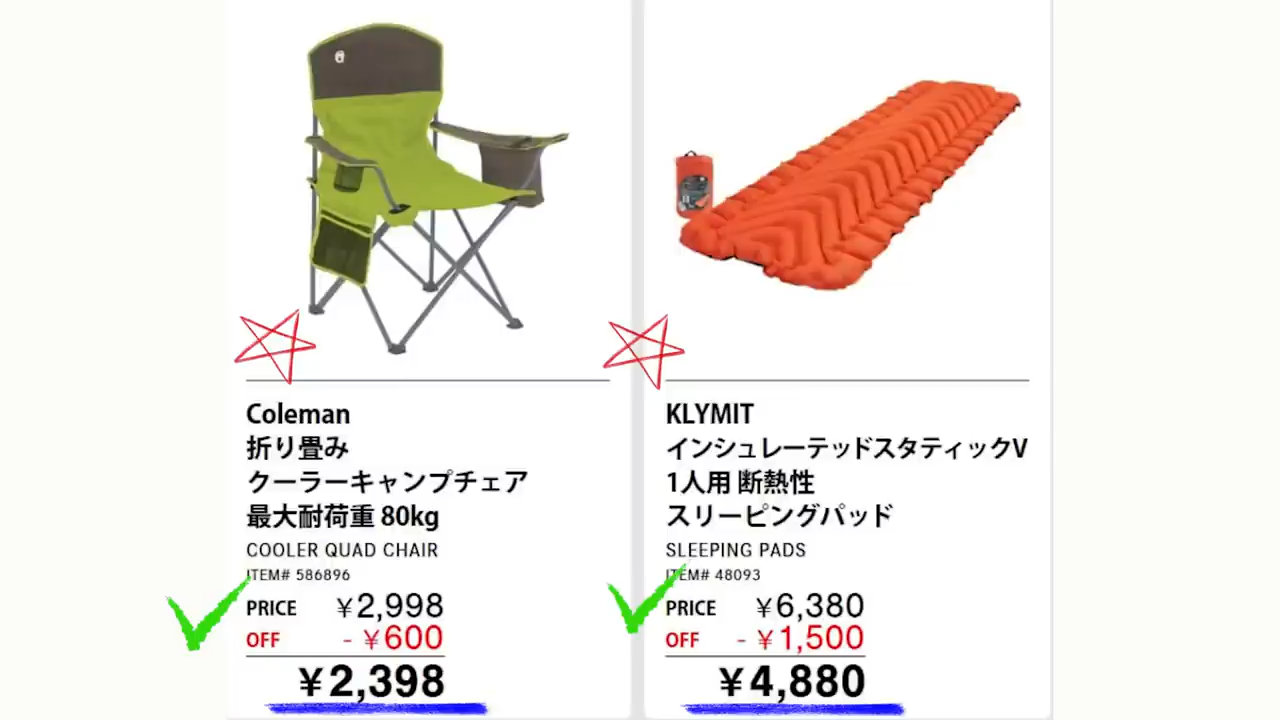 Coleman
折り畳み
クーラーキャンプチェア
最大耐荷重 80kg
COOLER QUAD CHAIR
ITEM# 586896
PRICE ¥2,998
OFF - ¥600
¥2,398
KLYMIT
インシュレーテッドスタティックV
1人用 断熱性
スリーピングパッド
SLEEPING PADS
ITEM# 48093
PRICE ¥6,380
OFF - ¥1,500
¥4,880